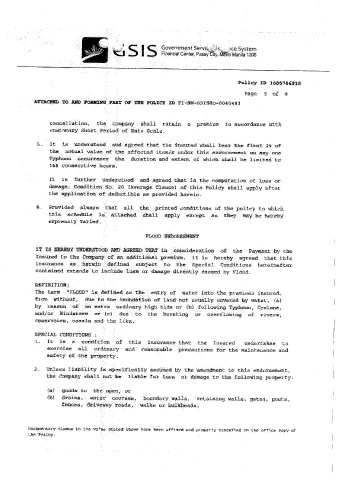 GSIS Government Service Insurance System
Financial Center, Pasay City, Metro Manila 1308
Policy ID
Page 5 of
ATTACHED TO AND FORMING PART OF THE POLICY ID
cancellation, the Company shall retain a premium in accordance with
customary Short Period of Rate Scale.
5. It is understood and agreed that the Insured shall bear the first of
the actual value of the affected item/s under this endorsement on any one
Typhoon occurrence the duration and extent of which shall be limited to
168 consecutive hours.
It is further understood and agreed that in the computation of loss or
damage, Condition No. 20 (Average Clause) of this Policy shall apply after
the application of deductible as provided herein.
6. Provided always that all the printed conditions of the policy to which
this schedule is attached shall apply except as they may be hereby
expressly varied.
FLOOD ENDORSEMENT
IT IS HEREBY UNDERSTOOD AND AGREED THAT in consideration of the Payment by the
Insured to the Company of an additional premium, it is hereby agreed that this
insurance as herein defined subject to the Special Conditions hereinafter
contained extends to include loss or damage directly caused by Flood.
DEFINITION:
The term "FLOOD" is defined as the entry of water into the premises insured,
from without, due to the inundation of land not usually covered by water, (a)
by reason of an extra ordinary high tide or (b) following Typhoon, Cyclone,
and/or Rainstorm or (c) due to the bursting or overflowing of rivers,
reservoirs, canals and the like.
SPECIAL CONDITIONS :
1. It is a condition of this insurance that the Insured undertakes to
exercise all ordinary and reasonable precautions for the maintenance and
safety of the property.
2. Unless liability is specifically assumed by the amendment to this endorsement,
the Company shall not be liable for loss or damage to the following property.
(a) goods in the open, or
(b) drains, water courses, boundary walls, retaining walls, gates, posts,
fences, driveway roads, walks or bulkheads.
Documentary Stamps to the value stated above have been affixed and properly cancelled in the office copy of
the Policy.